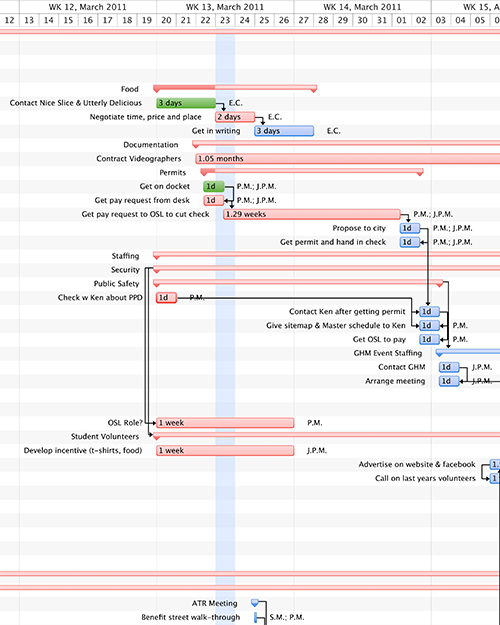 WK 12, March 2011 WK 13, March 2011 WK 14, March 2011 WK 15, A
12 13 14 15 16 17 18 19 20 21 22 23 24 25 26 27 28 29 30 31 01 02 03 04 05
Food
Contact Nice Slice & Utterly Delicious 3 days E.C.
Negotiate time, price and place 2 days E.C.
Get in writing 3 days E.C.
Documentation
Contract Videographers 1.05 months
Permits
Get on docket 1d P.M.; J.P.M.
Get pay request from desk 1d P.M.; J.P.M.
Get pay request to OSL to cut check 1.29 weeks P.M.; J.P.M.
Propose to city 1d P.M.; J.P.M.
Get permit and hand in check 1d P.M.; J.P.M.
Staffing
Security
Public Safety
Check w Ken about PPD 1d P.M.
Contact Ken after getting permit 1d
Give sitemap & Master schedule to Ken 1d P.M.
Get OSL to pay 1d P.M.
GHM Event Staffing
Contact GHM 1d J.P.M.
Arrange meeting 1d J.P.M.
OSL Role? 1 week P.M.
Student Volunteers
Develop incentive (t-shirts, food) 1 week J.P.M.
Advertise on website & facebook 1.
Call on last years volunteers 1
ATR Meeting
Benefit street walk-through S.M.; P.M.